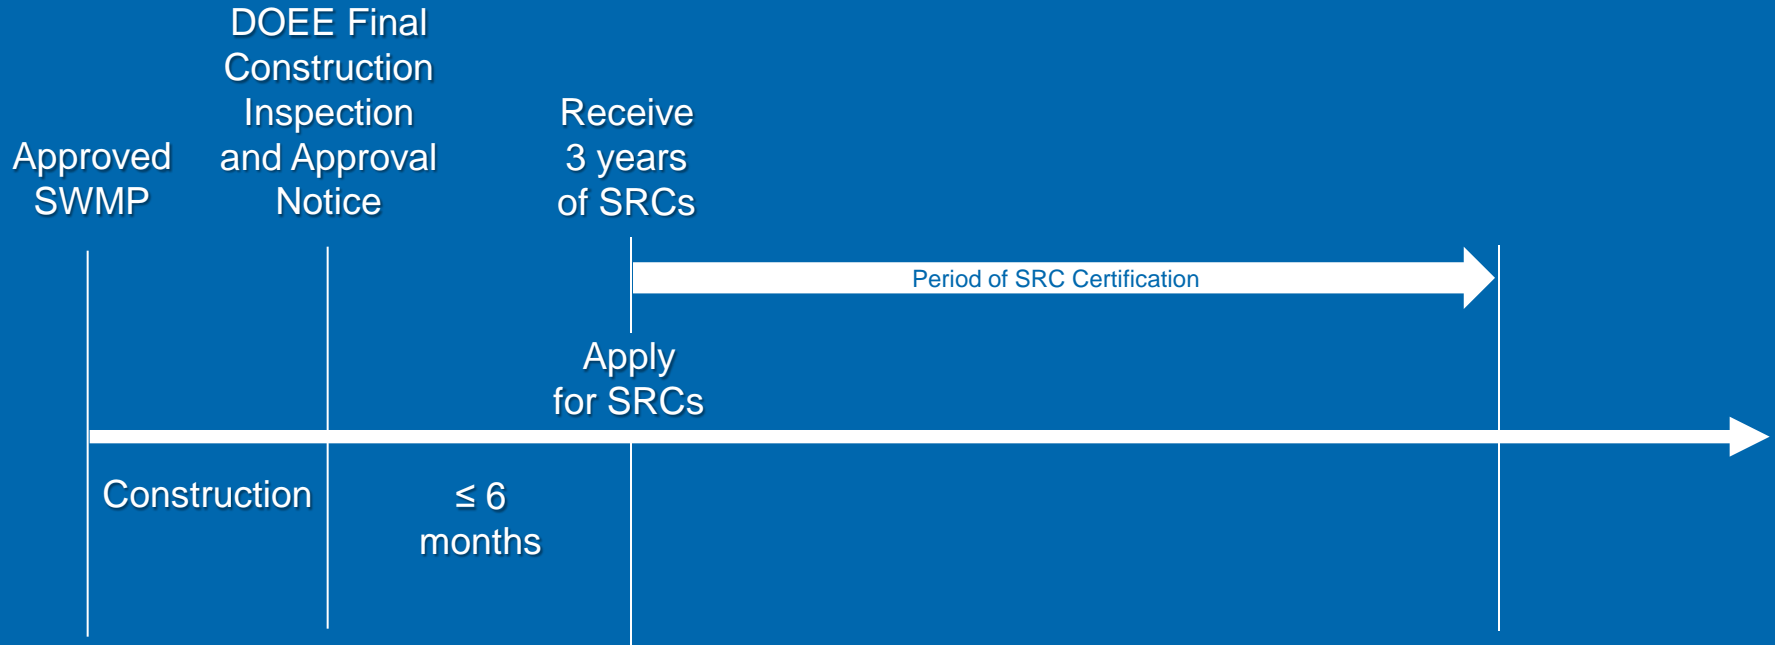 Approved
SWMP
DOEE Final
Construction
Inspection
and Approval
Notice
Receive
3 years
of SRCs
Period of SRC Certification
Apply
for SRCs
Construction
≤ 6
months